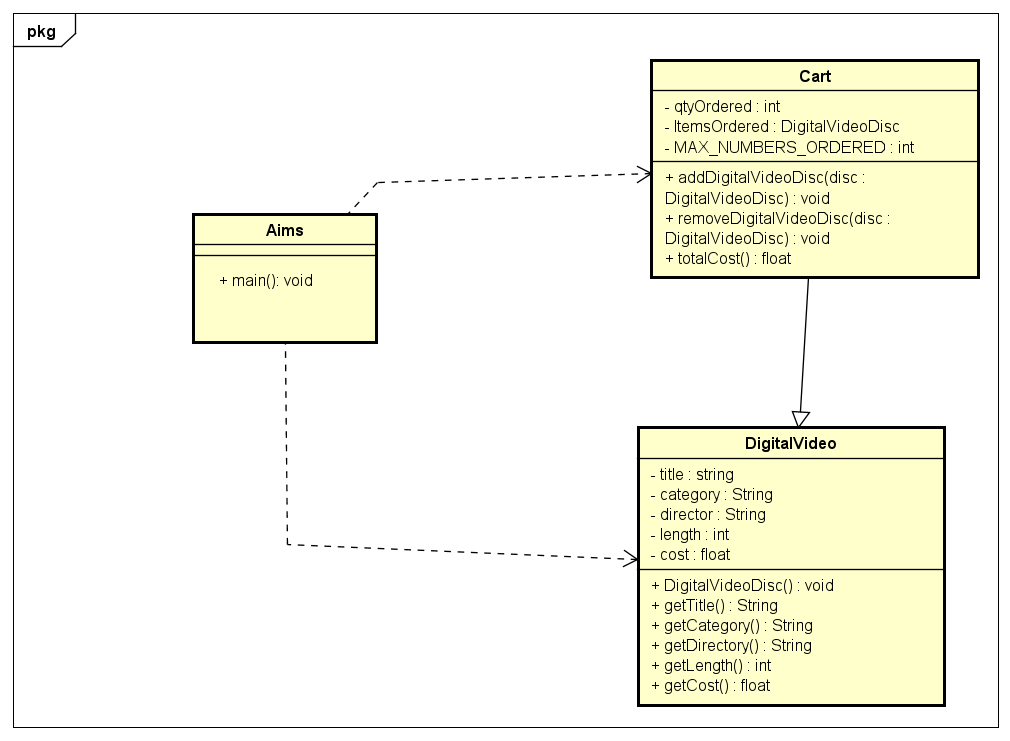 pkg
Cart
- qtyOrdered : int
- ItemsOrdered : DigitalVideoDisc
- MAX_NUMBERS_ORDERED : int
+ addDigitalVideoDisc(disc :
DigitalVideoDisc) : void
+ removeDigitalVideoDisc(disc :
DigitalVideoDisc) : void
+ totalCost() : float
Aims
+ main(): void
DigitalVideo
- title : string
- category : String
- director : String
- length : int
- cost : float
+ DigitalVideoDisc() : void
+ getTitle() : String
+ getCategory() : String
+ getDirectory() : String
+ getLength() : int
+ getCost() : float